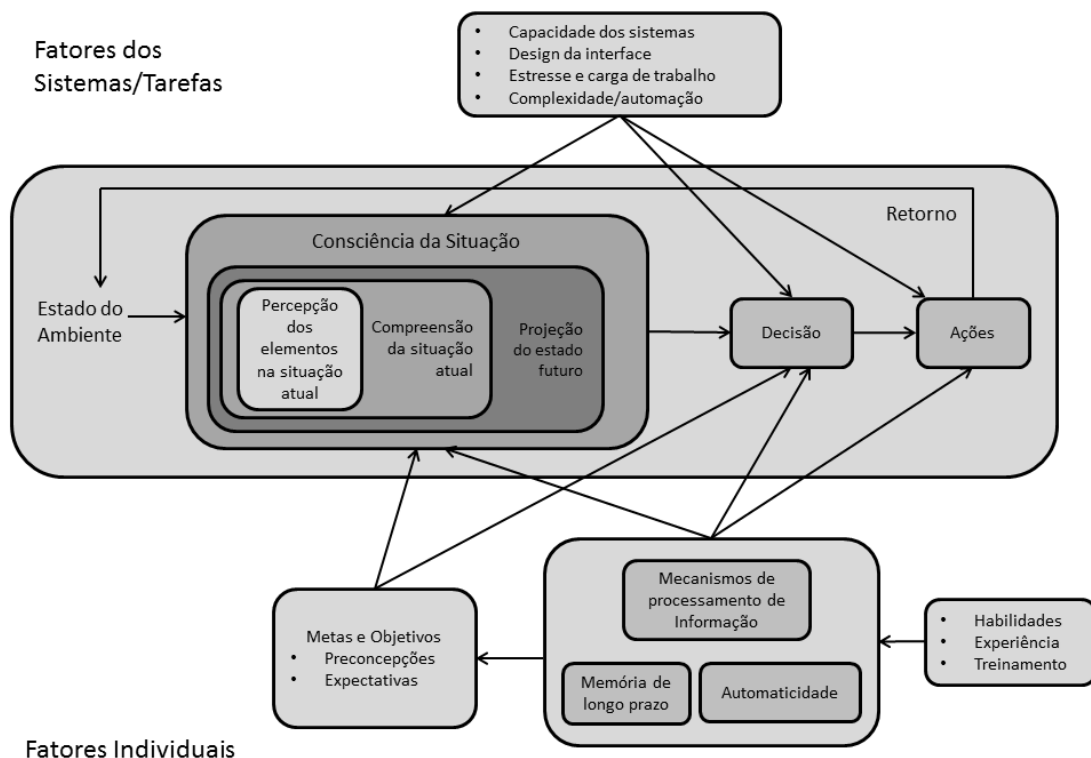 Fatores dos
Sistemas/Tarefas
• Capacidade dos sistemas
• Design da interface
• Estresse e carga de trabalho
• Complexidade/automação
Retorno
Consciência da Situação
Estado do
Ambiente
Percepção
dos
elementos
na situação
atual
Compreensão
da situação
atual
Projeção
do estado
futuro
Decisão
Ações
Mecanismos de
processamento de
Informação
Memória de
longo prazo
Automaticidade
Metas e Objetivos
• Preconcepções
• Expectativas
• Habilidades
• Experiência
• Treinamento
Fatores Individuais